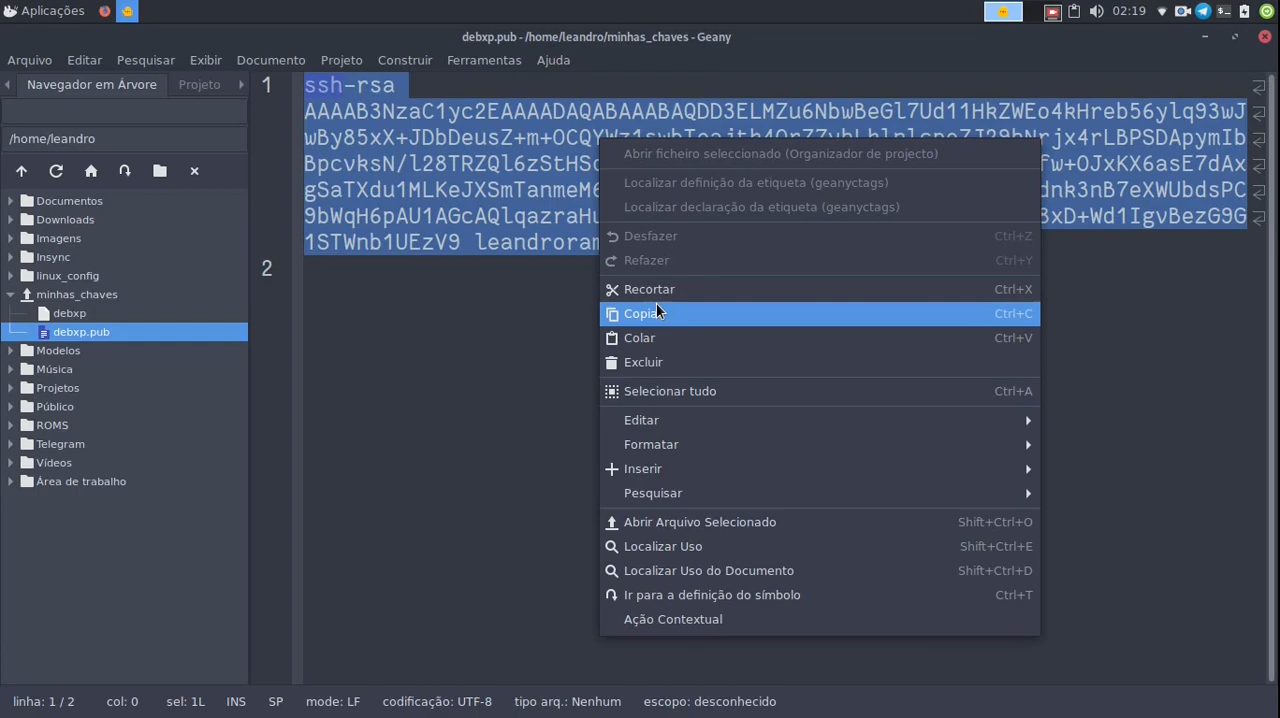 Aplicações
02:19
debxp.pub - /home/leandro/minhas_chaves - Geany
Arquivo Editar Pesquisar Exibir Documento Projeto Construir Ferramentas Ajuda
Navegador em Árvore Projeto
/home/leandro
Documentos
Downloads
Imagens
Insync
linux_config
minhas_chaves
debxp
debxp.pub
Modelos
Música
Projetos
Público
ROMS
Telegram
Vídeos
Área de trabalho
1 ssh-rsa
AAAAB3NzaC1yc2EAAAADAQABAAABAQDD3ELMZu6NbwBeGl7Ud11HkZWEo4kHreb56ylq93wJ
BpcvksN/l28TRZQl6zStHS
fw+OJxKX6asE7dAx
gSaTXdu1MLKeJXSmTanmeM6
dnk3nB7eXWUbdsPC
9bWqH6pAU1AGcAQlqazraHu
xD+Wd1IgvBezG9G
1STWnb1UEzV9 leandroram
2
Abrir ficheiro seleccionado (Organizador de projecto)
Localizar definição da etiqueta (geanyctags)
Localizar declaração da etiqueta (geanyctags)
Desfazer Ctrl+Z
Refazer Ctrl+Y
Recortar Ctrl+X
Copia Ctrl+C
Colar Ctrl+V
Excluir
Selecionar tudo Ctrl+A
Editar
Formatar
Inserir
Pesquisar
Abrir Arquivo Selecionado Shift+Ctrl+O
Localizar Uso Shift+Ctrl+E
Localizar Uso do Documento Shift+Ctrl+D
Ir para a definição do símbolo Ctrl+T
Ação Contextual
linha: 1 / 2 col: 0 sel: 1L INS SP mode: LF codificação: UTF-8 tipo arq.: Nenhum escopo: desconhecido